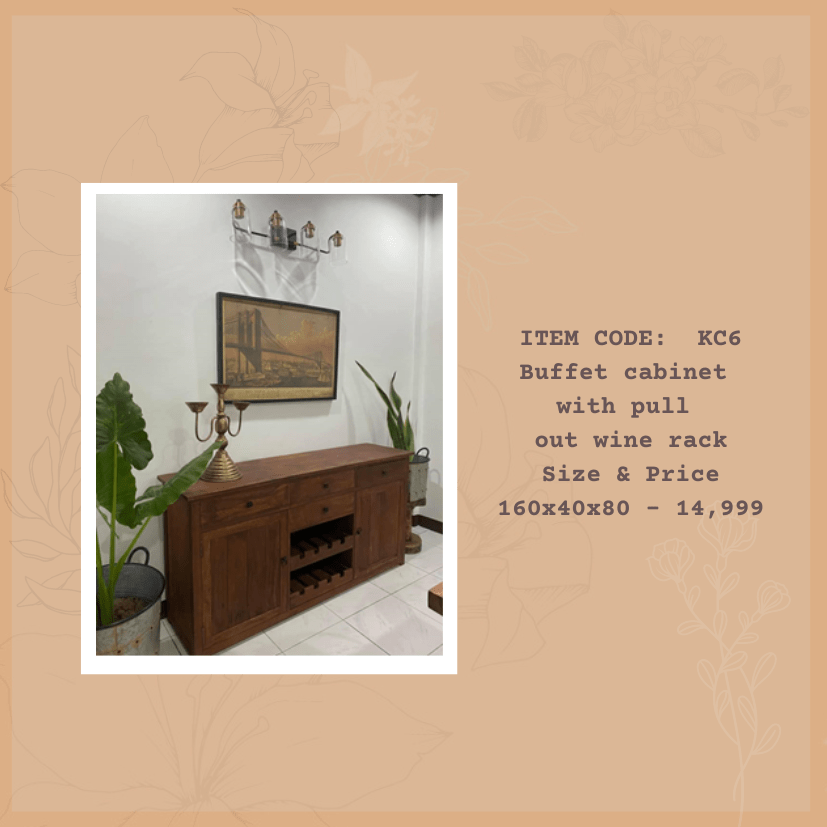 ITEM CODE:  KC6
Buffet cabinet
with pull
out wine rack
Size & Price
160x40x80 - 14,999